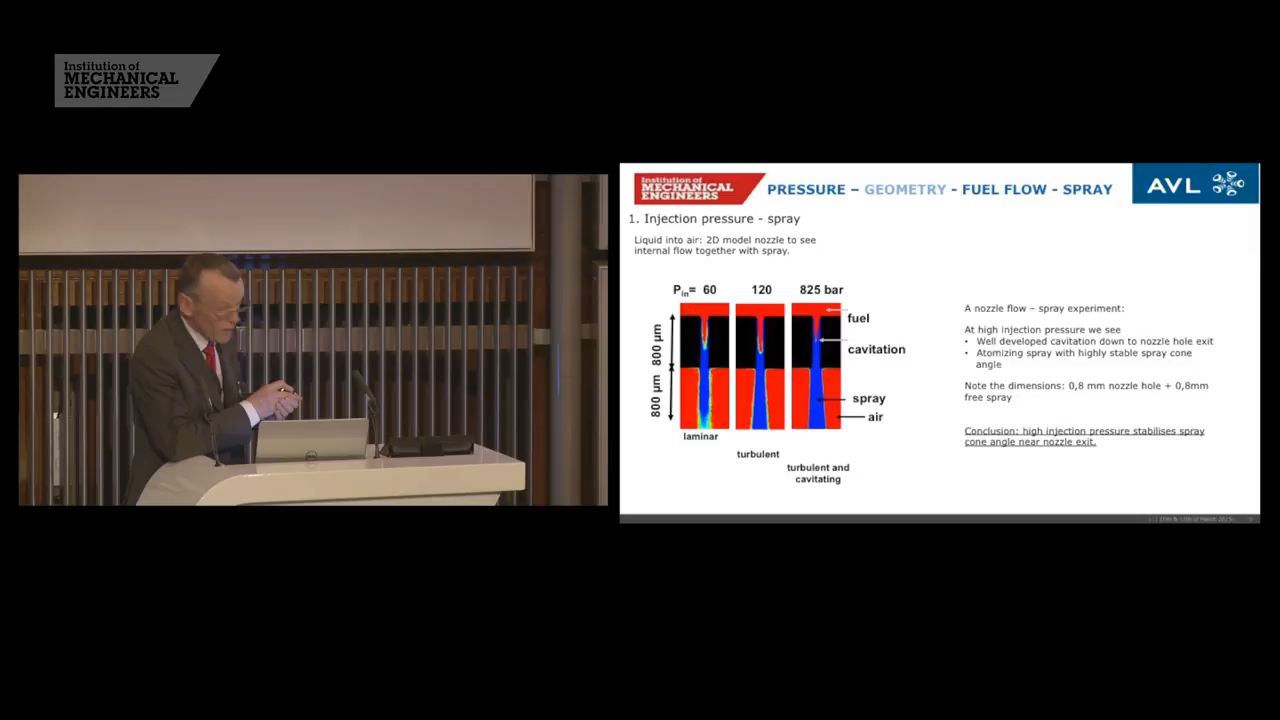 Institution of
MECHANICAL
ENGINEERS
Institution of
MECHANICAL
ENGINEERS
PRESSURE – GEOMETRY - FUEL FLOW - SPRAY
AVL
1. Injection pressure - spray
Liquid into air: 2D model nozzle to see
internal flow together with spray.
Pin= 60 120 825 bar
fuel
cavitation
800 µm
800 µm
spray
air
laminar
turbulent
turbulent and
cavitating
A nozzle flow – spray experiment:
At high injection pressure we see
• Well developed cavitation down to nozzle hole exit
• Atomizing spray with highly stable spray cone
angle
Note the dimensions: 0,8 mm nozzle hole + 0,8mm
free spray
Conclusion: high injection pressure stabilises spray
cone angle near nozzle exit.